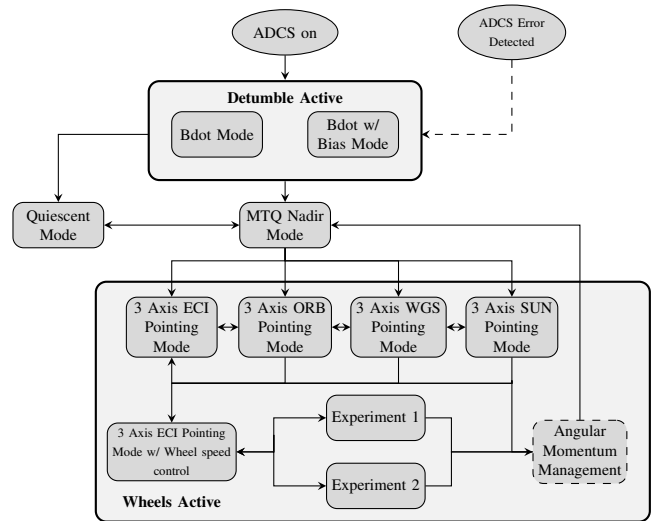 ADCS on
ADCS Error
Detected
Detumble Active
Bdot Mode
Bdot w/
Bias Mode
Quiescent
Mode
MTQ Nadir
Mode
3 Axis ECI
Pointing
Mode
3 Axis ORB
Pointing
Mode
3 Axis WGS
Pointing
Mode
3 Axis SUN
Pointing
Mode
3 Axis ECI Pointing
Mode w/ Wheel speed
control
Experiment 1
Experiment 2
Angular
Momentum
Management
Wheels Active